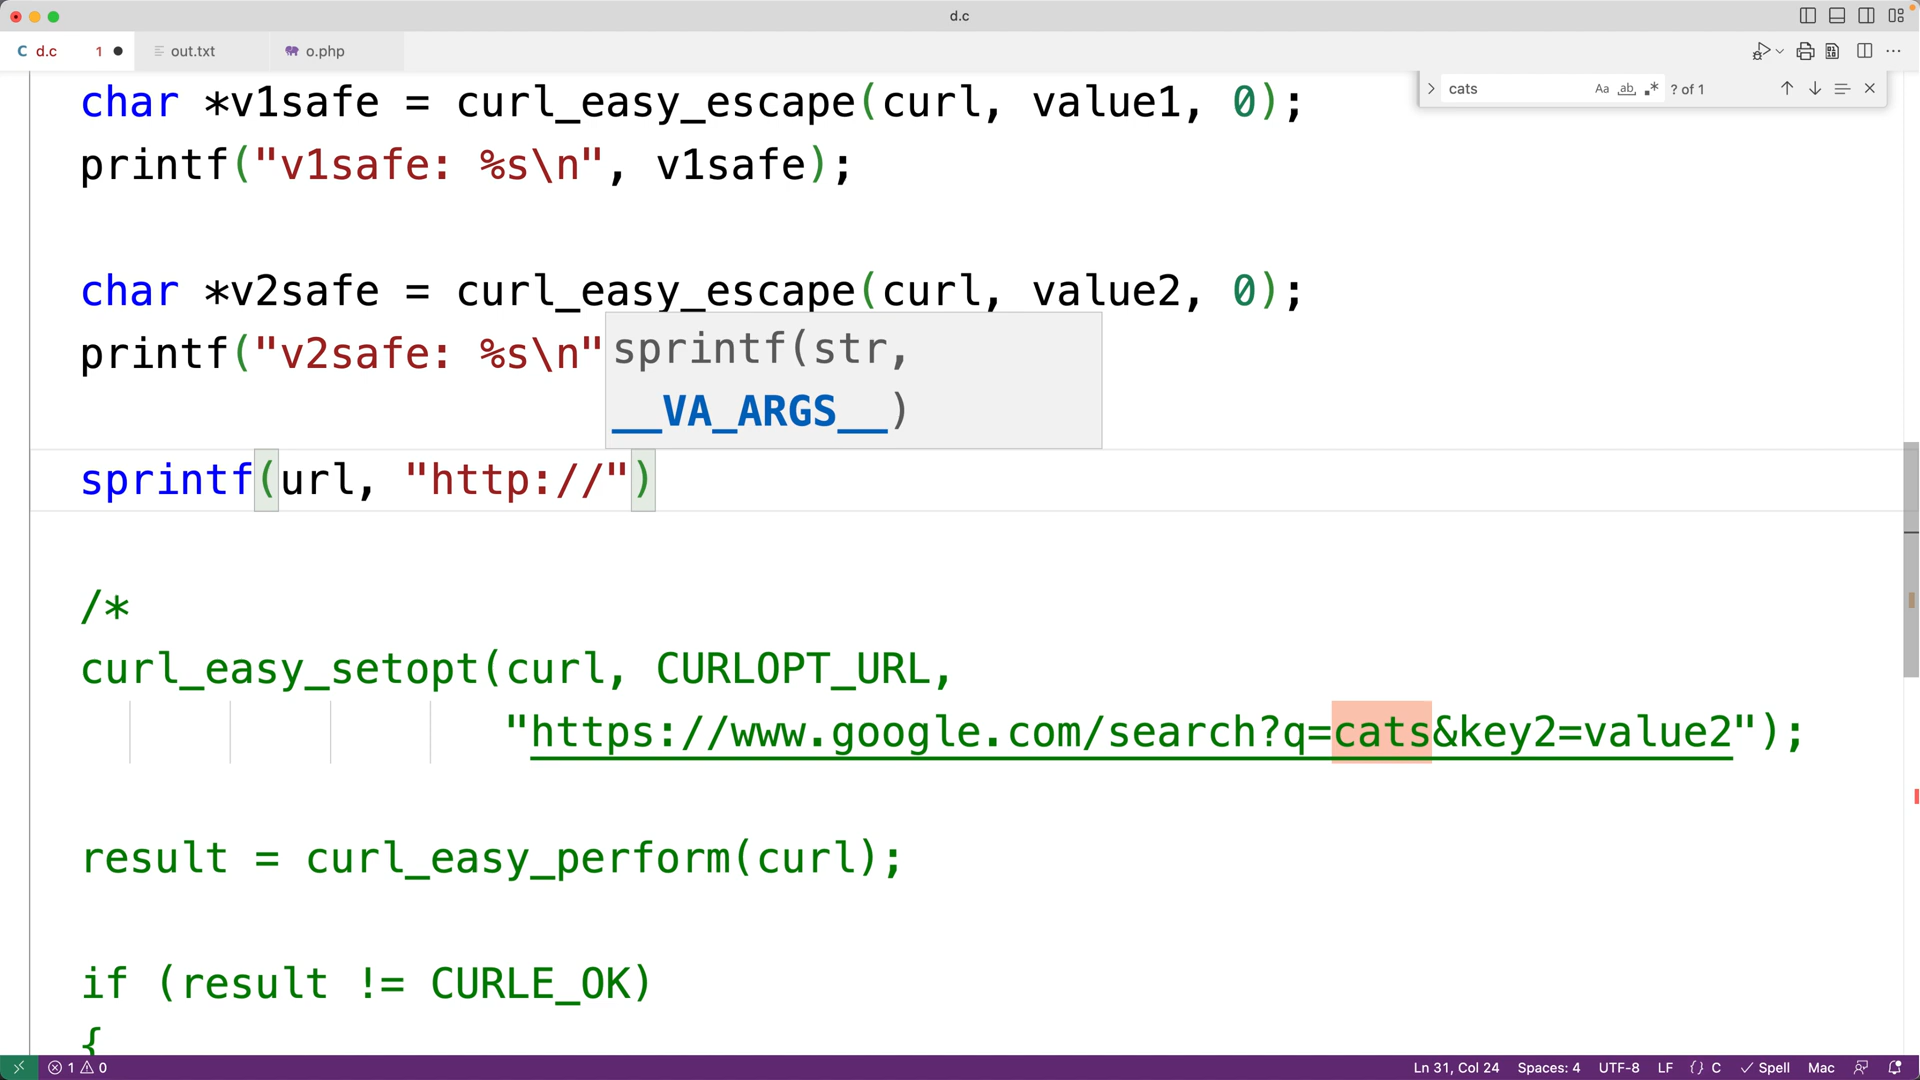 d.c
C d.c 1
out.txt
o.php
cats
Aa ab .* ? of 1
char *v1safe = curl_easy_escape(curl, value1, 0);
printf("v1safe: %s\n", v1safe);
char *v2safe = curl_easy_escape(curl, value2, 0);
printf("v2safe: %s\n"
sprintf(str,
__VA_ARGS__)
sprintf(url, "http://")
/*
curl_easy_setopt(curl, CURLOPT_URL,
"https://www.google.com/search?q=cats&key2=value2");
result = curl_easy_perform(curl);
if (result != CURLE_OK)
{
1 0 Ln 31, Col 24 Spaces: 4 UTF-8 LF {} C Spell Mac